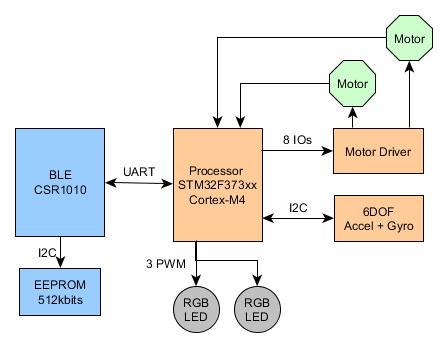 Motor
Motor
8 IOs
Motor Driver
BLE
CSR1010
UART
Processor
STM32F373xx
Cortex-M4
I2C
6DOF
Accel + Gyro
I2C
EEPROM
512kbits
3 PWM
RGB
LED
RGB
LED